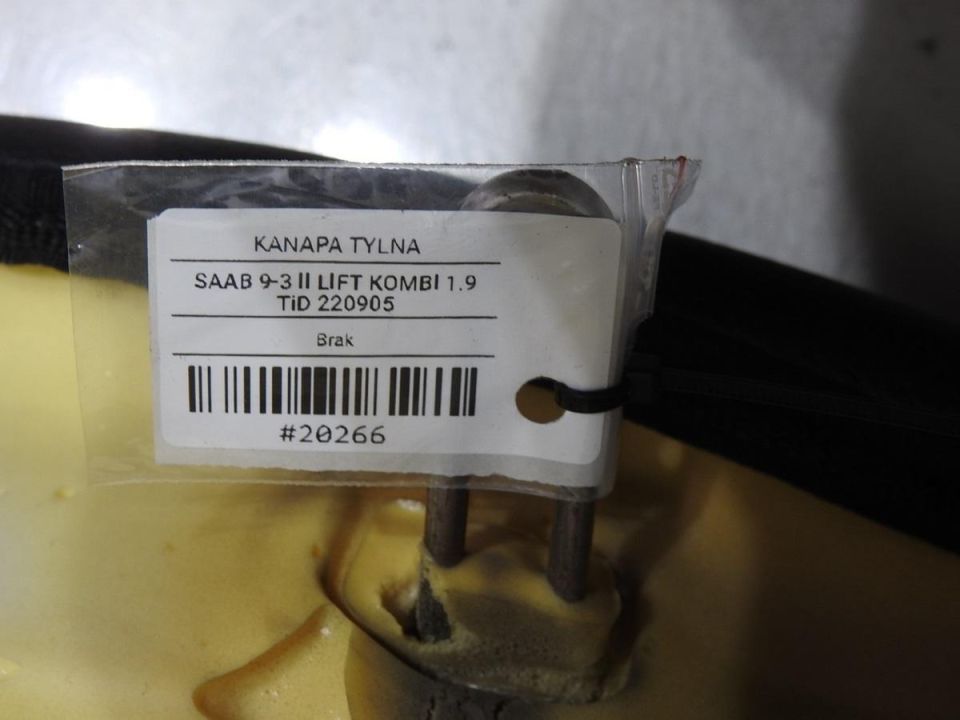 KANAPA TYLNA
SAAB 9-3 II LIFT KOMBI 1.9
TiD 220905
Brak
#20266